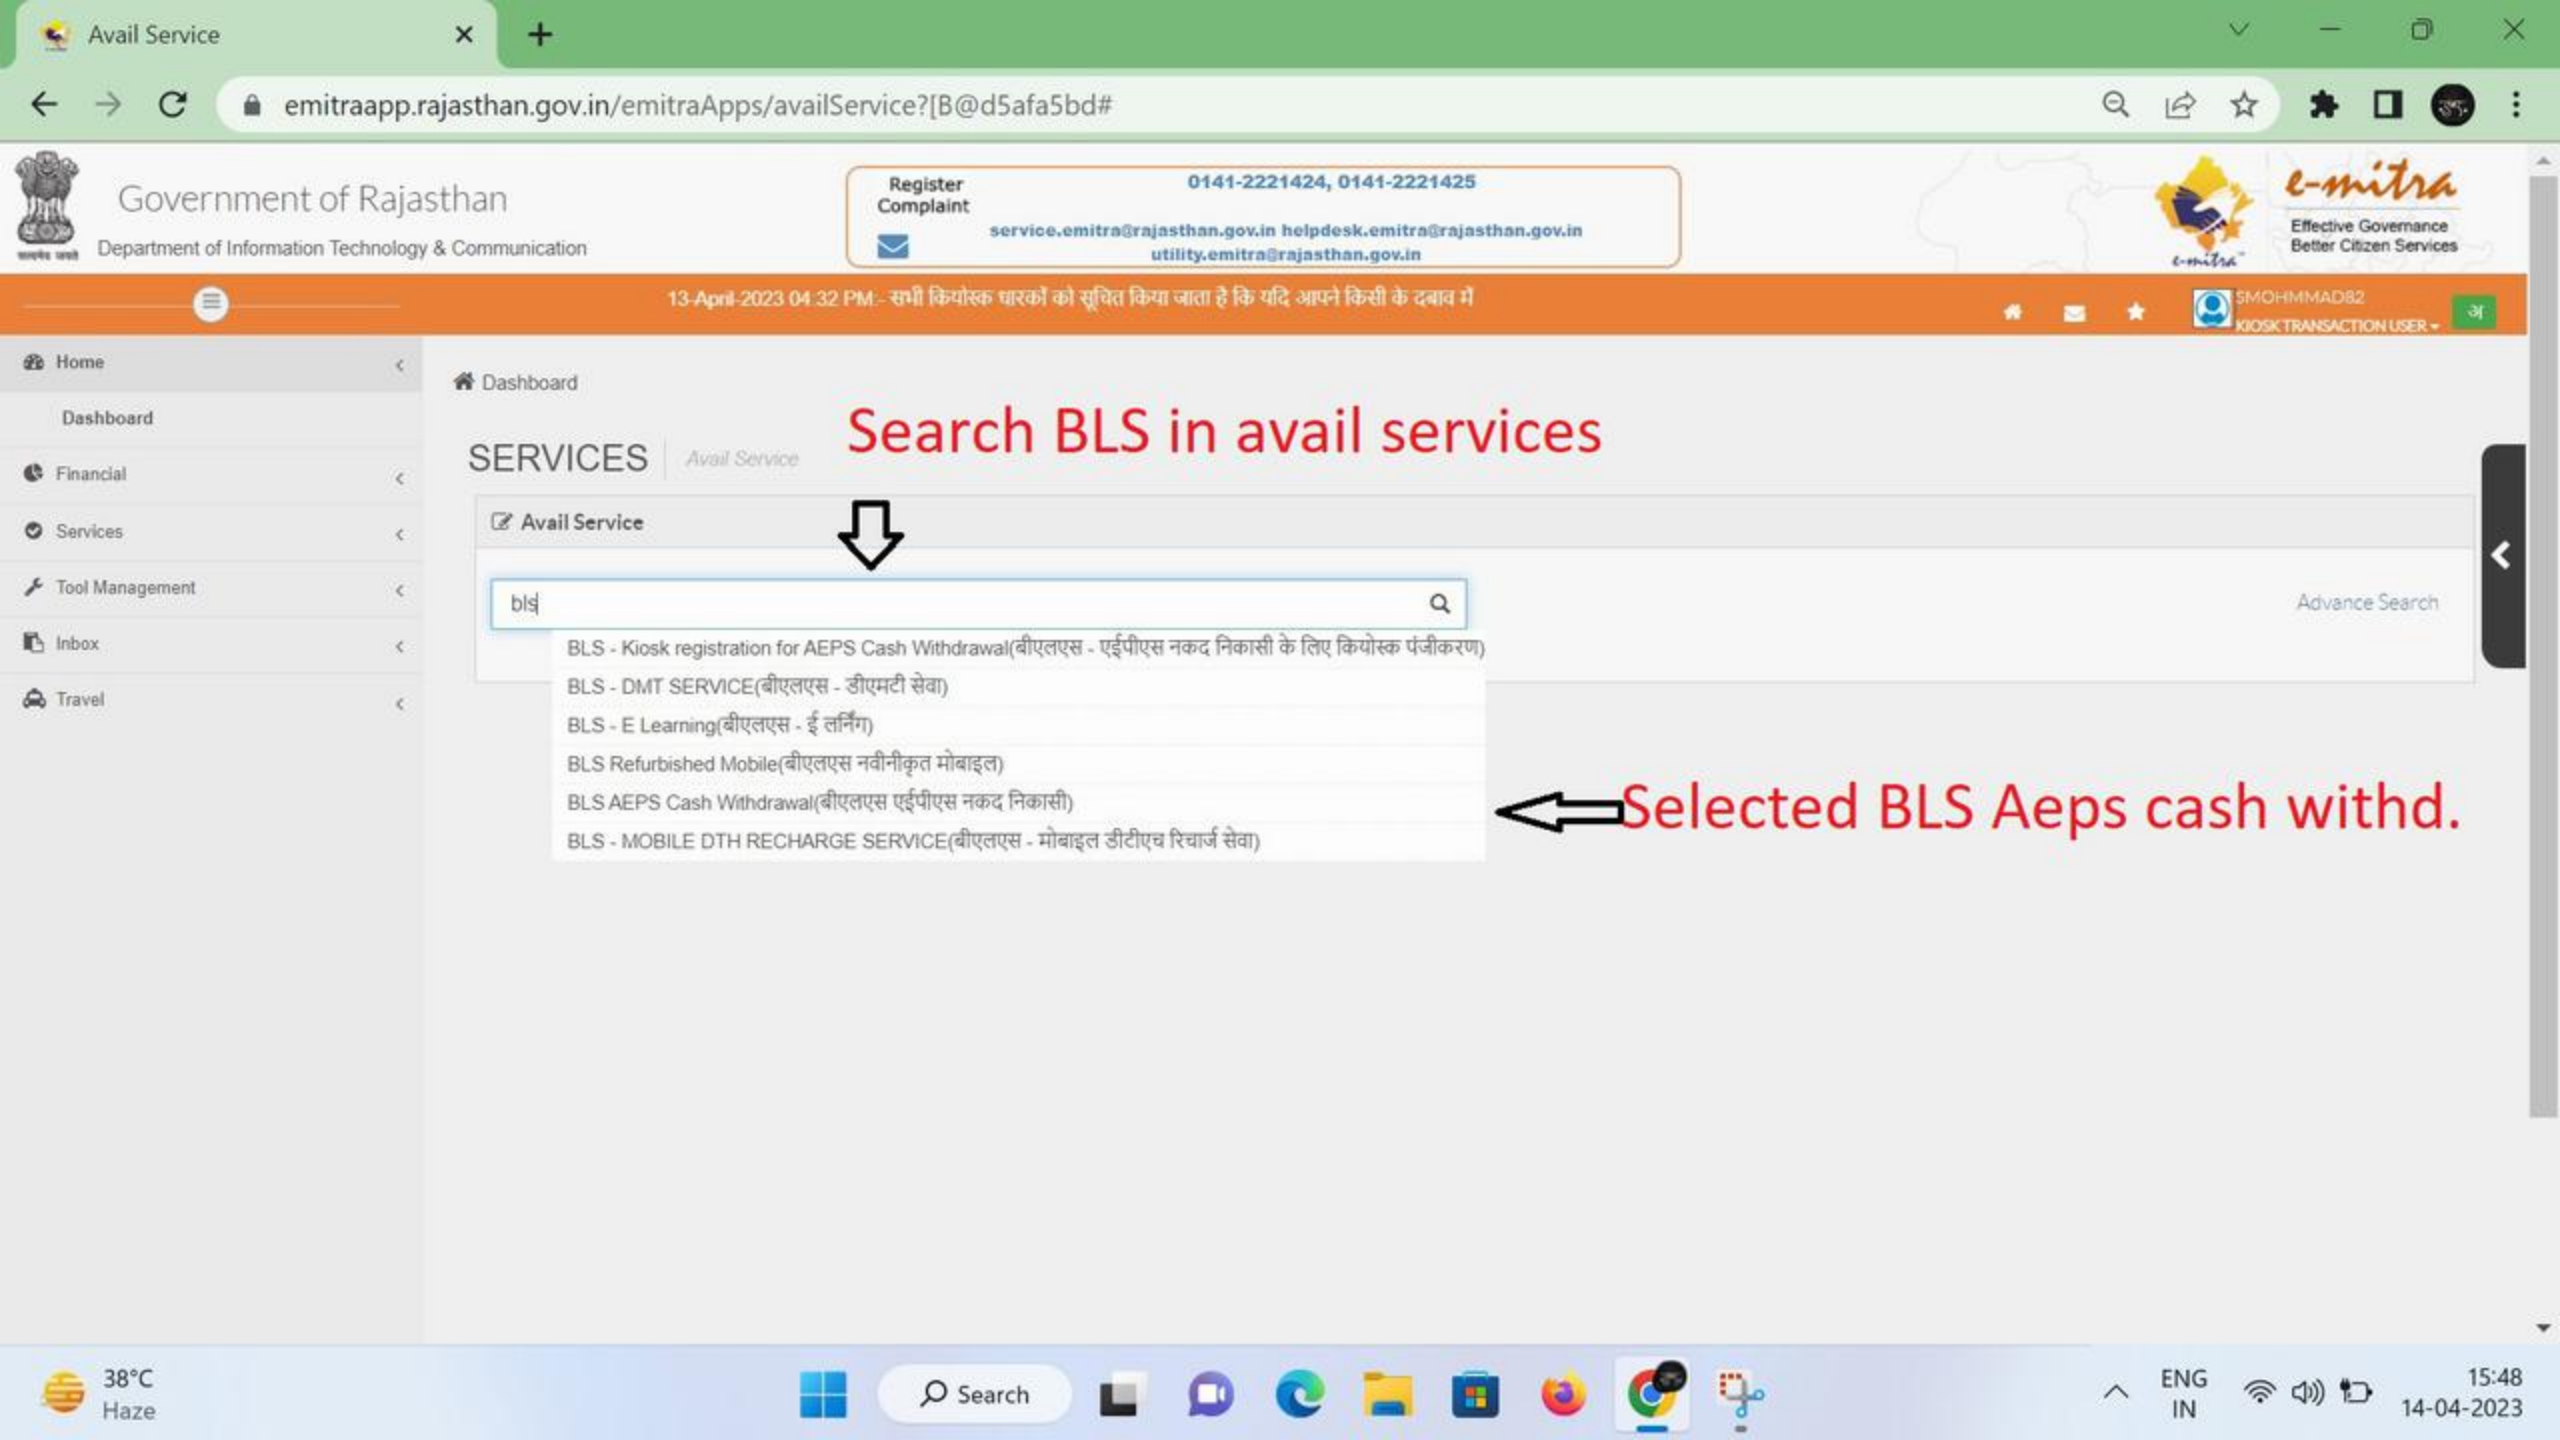 Avail Service
emitraapp.rajasthan.gov.in/emitraApps/availService?[B@d5afa5bd#
Government of Rajasthan
Department of Information Technology & Communication
सत्यमेव जयते
Register Complaint
0141-2221424, 0141-2221425
service.emitra@rajasthan.gov.in helpdesk.emitra@rajasthan.gov.in
utility.emitra@rajasthan.gov.in
e-mitra
e-mitra
Effective Governance
Better Citizen Services
13-April-2023 04:32 PM:- सभी कियोस्क धारकों को सूचित किया जाता है कि यदि आपने किसी के दबाव में
SMOHMMAD82
KIOSK TRANSACTION USER
अ
Home
Dashboard
Financial
Services
Tool Management
Inbox
Travel
Dashboard
Search BLS in avail services
SERVICES
Avail Service
Avail Service
bls
Advance Search
BLS - Kiosk registration for AEPS Cash Withdrawal(बीएलएस - एईपीएस नकद निकासी के लिए कियोस्क पंजीकरण)
BLS - DMT SERVICE(बीएलएस - डीएमटी सेवा)
BLS - E Learning(बीएलएस - ई लर्निंग)
BLS Refurbished Mobile(बीएलएस नवीनीकृत मोबाइल)
BLS AEPS Cash Withdrawal(बीएलएस एईपीएस नकद निकासी)
Selected BLS Aeps cash withd.
BLS - MOBILE DTH RECHARGE SERVICE(बीएलएस - मोबाइल डीटीएच रिचार्ज सेवा)
38°C
Haze
Search
ENG
IN
15:48
14-04-2023